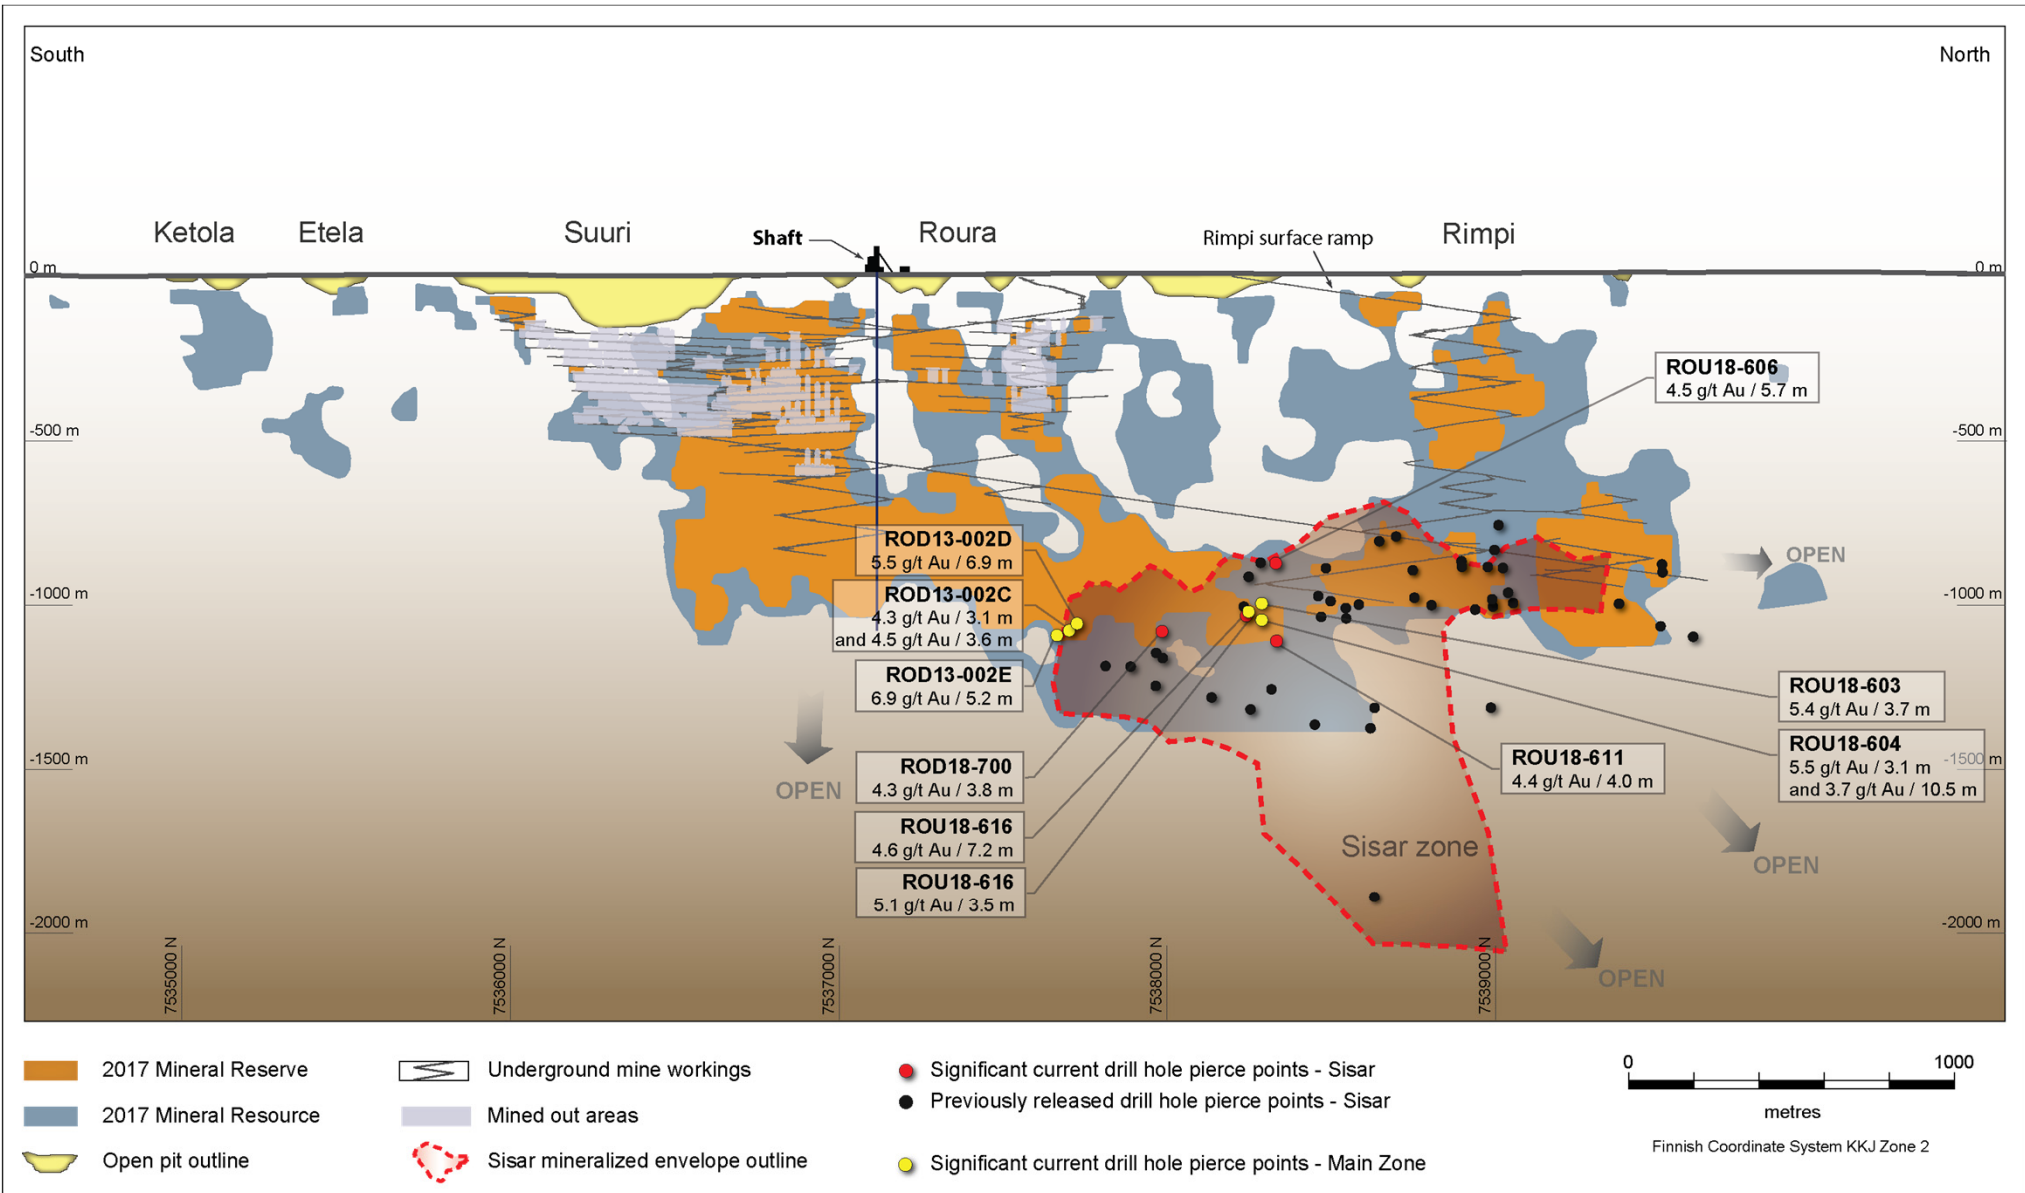 South
North
Ketola
Etela
Suuri
Shaft
Roura
Rimpi surface ramp
Rimpi
0 m
0 m
ROU18-606
4.5 g/t Au / 5.7 m
-500 m
-500 m
ROD13-002D
5.5 g/t Au / 6.9 m
OPEN
ROD13-002C
4.3 g/t Au / 3.1 m
and 4.5 g/t Au / 3.6 m
-1000 m
-1000 m
ROD13-002E
6.9 g/t Au / 5.2 m
ROU18-603
5.4 g/t Au / 3.7 m
ROU18-604
5.5 g/t Au / 3.1 m
and 3.7 g/t Au / 10.5 m
ROU18-611
4.4 g/t Au / 4.0 m
-1500 m
-1500 m
ROD18-700
4.3 g/t Au / 3.8 m
OPEN
ROU18-616
4.6 g/t Au / 7.2 m
Sisar zone
OPEN
ROU18-616
5.1 g/t Au / 3.5 m
-2000 m
-2000 m
OPEN
7535000 N
7536000 N
7537000 N
7538000 N
7539000 N
2017 Mineral Reserve
2017 Mineral Resource
Open pit outline
Underground mine workings
Mined out areas
Sisar mineralized envelope outline
Significant current drill hole pierce points - Sisar
Previously released drill hole pierce points - Sisar
Significant current drill hole pierce points - Main Zone
0 1000
metres
Finnish Coordinate System KKJ Zone 2